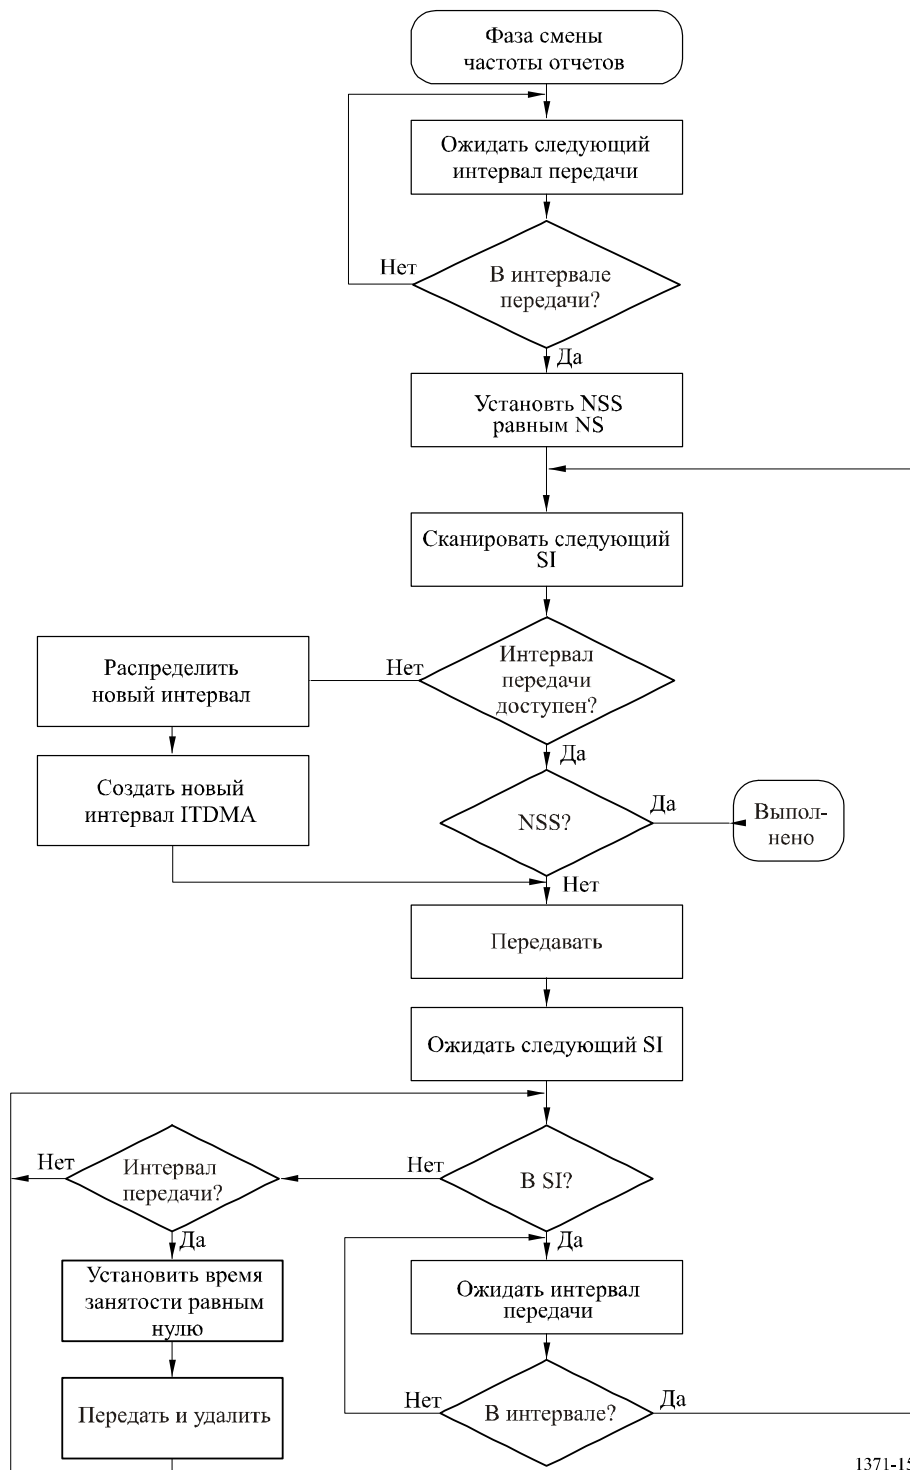 Фаза смены
частоты отчетов
Ожидать следующий
интервал передачи
Нет
В интервале
передачи?
Да
Установть NSS
равным NS
Сканировать следующий
SI
Распределить
новый интервал
Нет
Интервал
передачи
доступен?
Да
Создать новый
интервал ITDMA
NSS?
Да
Выпол-
нено
Нет
Передавать
Ожидать следующий SI
Нет
Интервал
передачи?
Нет
В SI?
Да
Да
Установить время
занятости равным
нулю
Ожидать интервал
передачи
Передать и удалить
Нет
В интервале?
Да
1371-15